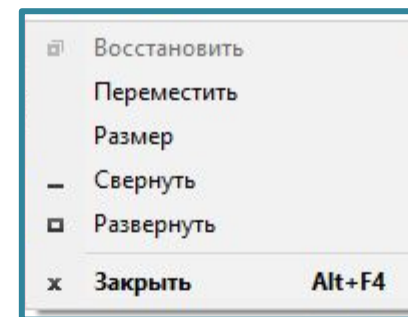 Восстановить
Переместить
Размер
Свернуть
Развернуть
Закрыть Alt+F4